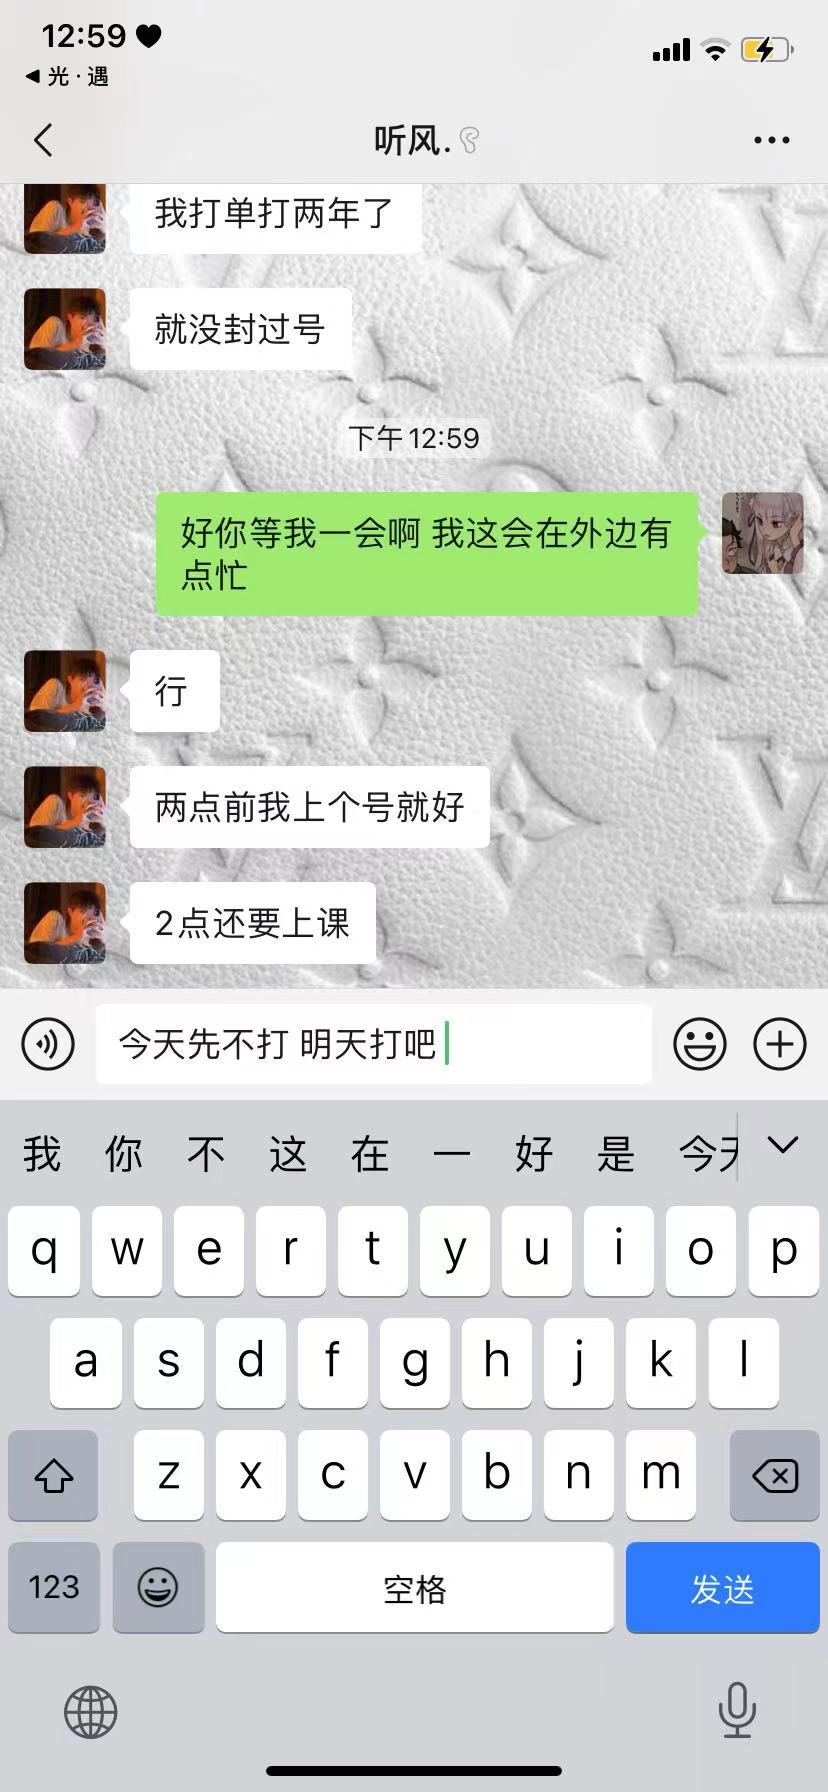 12:59
光·遇
听风.
我打单打两年了
就没封过号
下午12:59
好你等我一会啊 我这会在外边有
点忙
行
两点前我上个号就好
2点还要上课
今天先不打 明天打吧
我 你 不 这 在 一 好 是 今天
q w e r t y u i o p
a s d f g h j k l
z x c v b n m
123 空格 发送